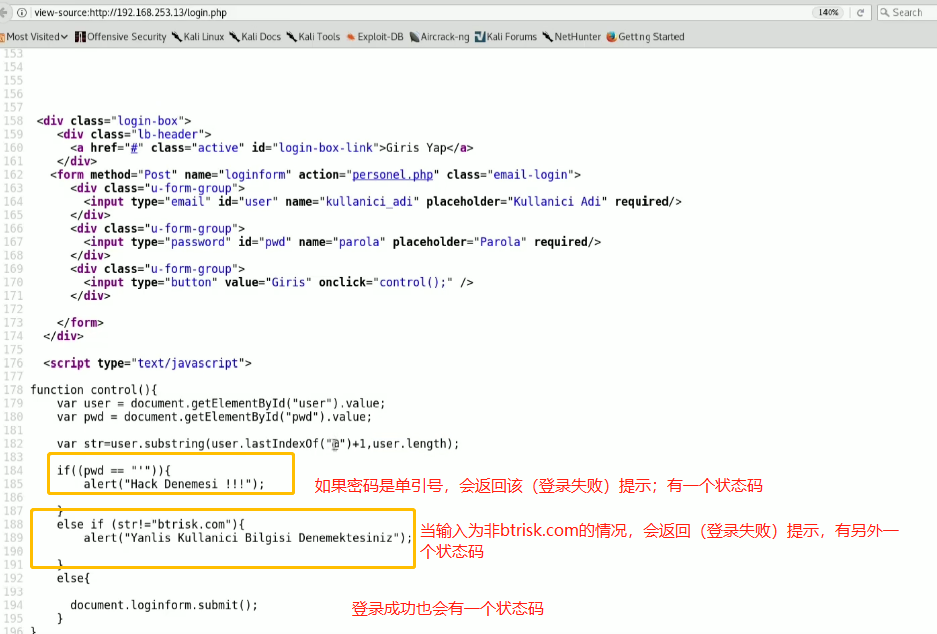 view-source:http://192.168.253.13/login.php
140%
Search
Most Visited
Offensive Security
Kali Linux
Kali Docs
Kali Tools
Exploit-DB
Aircrack-ng
Kali Forums
NetHunter
Getting Started
153
154
155
156
157
158 <div class="login-box">
159 <div class="lb-header">
160 <a href="#" class="active" id="login-box-link">Giris Yap</a>
161 </div>
162 <form method="Post" name="loginform" action="personel.php" class="email-login">
163 <div class="u-form-group">
164 <input type="email" id="user" name="kullanici_adi" placeholder="Kullanici Adi" required/>
165 </div>
166 <div class="u-form-group">
167 <input type="password" id="pwd" name="parola" placeholder="Parola" required/>
168 </div>
169 <div class="u-form-group">
170 <input type="button" value="Giris" onclick="control();" />
171 </div>
172
173 </form>
174 </div>
175
176 <script type="text/javascript">
177
178 function control(){
179 var user = document.getElementById("user").value;
180 var pwd = document.getElementById("pwd").value;
181
182 var str=user.substring(user.lastIndexOf("@")+1,user.length);
183
184 if((pwd == "'")){
185 alert("Hack Denemesi !!!");
如果密码是单引号，会返回该（登录失败）提示；有一个状态码
186
187 }
188 else if (str!="btrisk.com"){
189 alert("Yanlis Kullanici Bilgisi Denemektesiniz");
当输入为非btrisk.com的情况，会返回（登录失败）提示，有另外一
个状态码
190
191 }
192 else{
193
194 document.loginform.submit();
登录成功也会有一个状态码
195 }
196 }